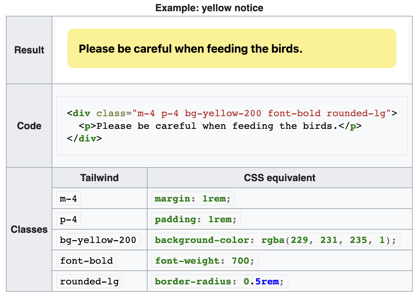 Example: yellow notice
Result
Please be careful when feeding the birds.
Code
<div class="m-4 p-4 bg-yellow-200 font-bold rounded-lg">
<p>Please be careful when feeding the birds.</p>
</div>
Classes
Tailwind CSS equivalent
m-4 margin: 1rem;
p-4 padding: 1rem;
bg-yellow-200 background-color: rgba(229, 231, 235, 1);
font-bold font-weight: 700;
rounded-lg border-radius: 0.5rem;